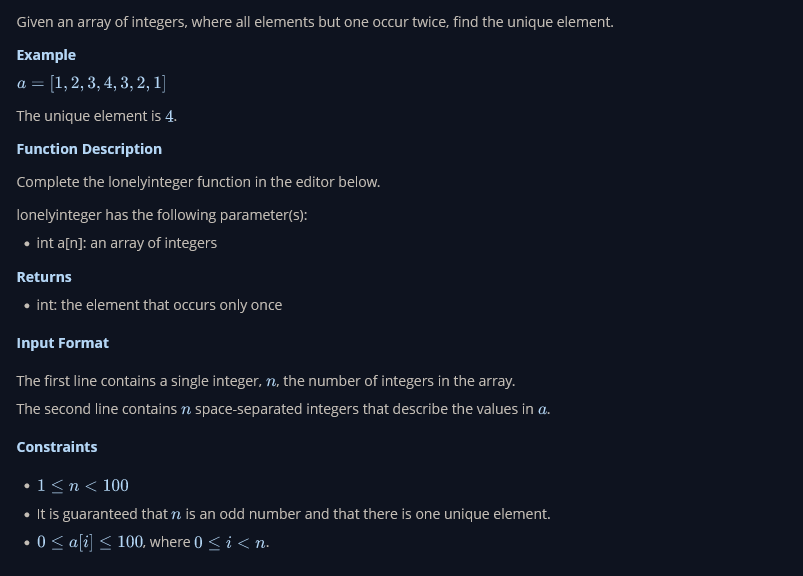 Given an array of integers, where all elements but one occur twice, find the unique element.
Example
a = [1, 2, 3, 4, 3, 2, 1]
The unique element is 4.
Function Description
Complete the lonelyinteger function in the editor below.
lonelyinteger has the following parameter(s):
• int a[n]: an array of integers
Returns
• int: the element that occurs only once
Input Format
The first line contains a single integer, n, the number of integers in the array.
The second line contains n space-separated integers that describe the values in a.
Constraints
• 1 ≤ n < 100
• It is guaranteed that n is an odd number and that there is one unique element.
• 0 ≤ a[i] ≤ 100, where 0 ≤ i < n.